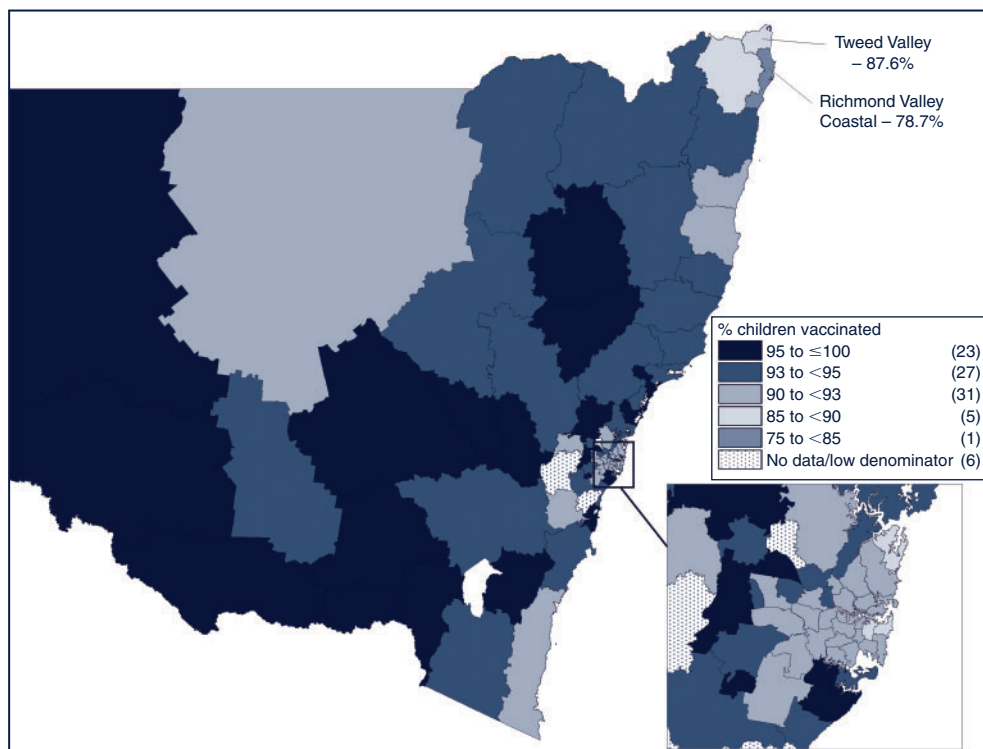 Tweed Valley
– 87.6%
Richmond Valley
Coastal – 78.7%
% children vaccinated
95 to ≤100 (23)
93 to <95 (27)
90 to <93 (31)
85 to <90 (5)
75 to <85 (1)
No data/low denominator (6)